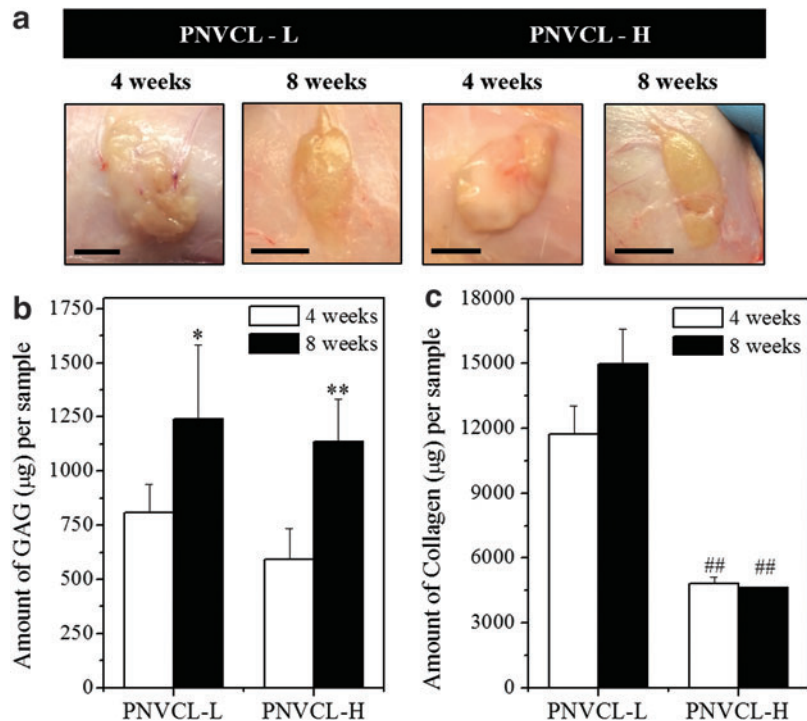 a
PNVCL - L PNVCL - H
4 weeks 8 weeks 4 weeks 8 weeks
b
Amount of GAG (μg) per sample
1750
1500
1250
1000
750
500
250
0
4 weeks
8 weeks
*
**
PNVCL-L PNVCL-H
c
Amount of Collagen (μg) per sample
18000
15000
12000
9000
6000
3000
0
4 weeks
8 weeks
## ##
PNVCL-L PNVCL-H